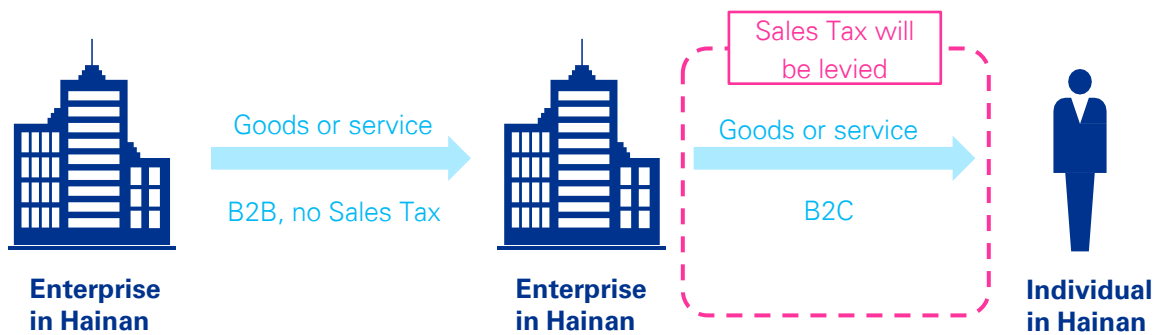 Sales Tax will
be levied
Goods or service
Goods or service
B2B, no Sales Tax
B2C
Enterprise
in Hainan
Enterprise
in Hainan
Individual
in Hainan